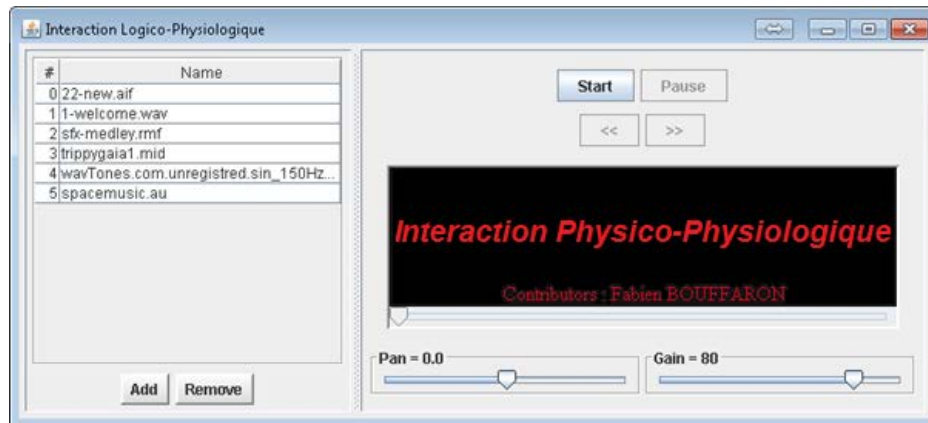 Interaction Logico-Physiologique
# Name
0 22-new.aif
1 1-welcome.wav
2 sfx-medley.rmf
3 trippygaia1.mid
4 wavTones.com.unregistred.sin_150Hz...
5 spacemusic.au
Add Remove
Start Pause
<< >>
Interaction Physico-Physiologique
Contributors : Fabien BOUFFARON
Pan = 0.0
Gain = 80